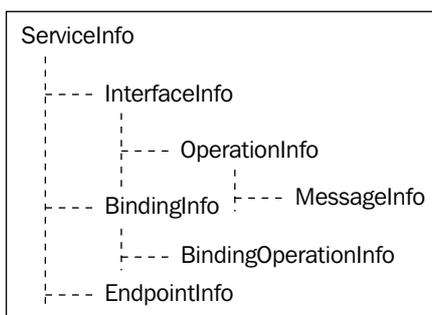 ServiceInfo
InterfaceInfo
OperationInfo
MessageInfo
BindingInfo
BindingOperationInfo
EndpointInfo